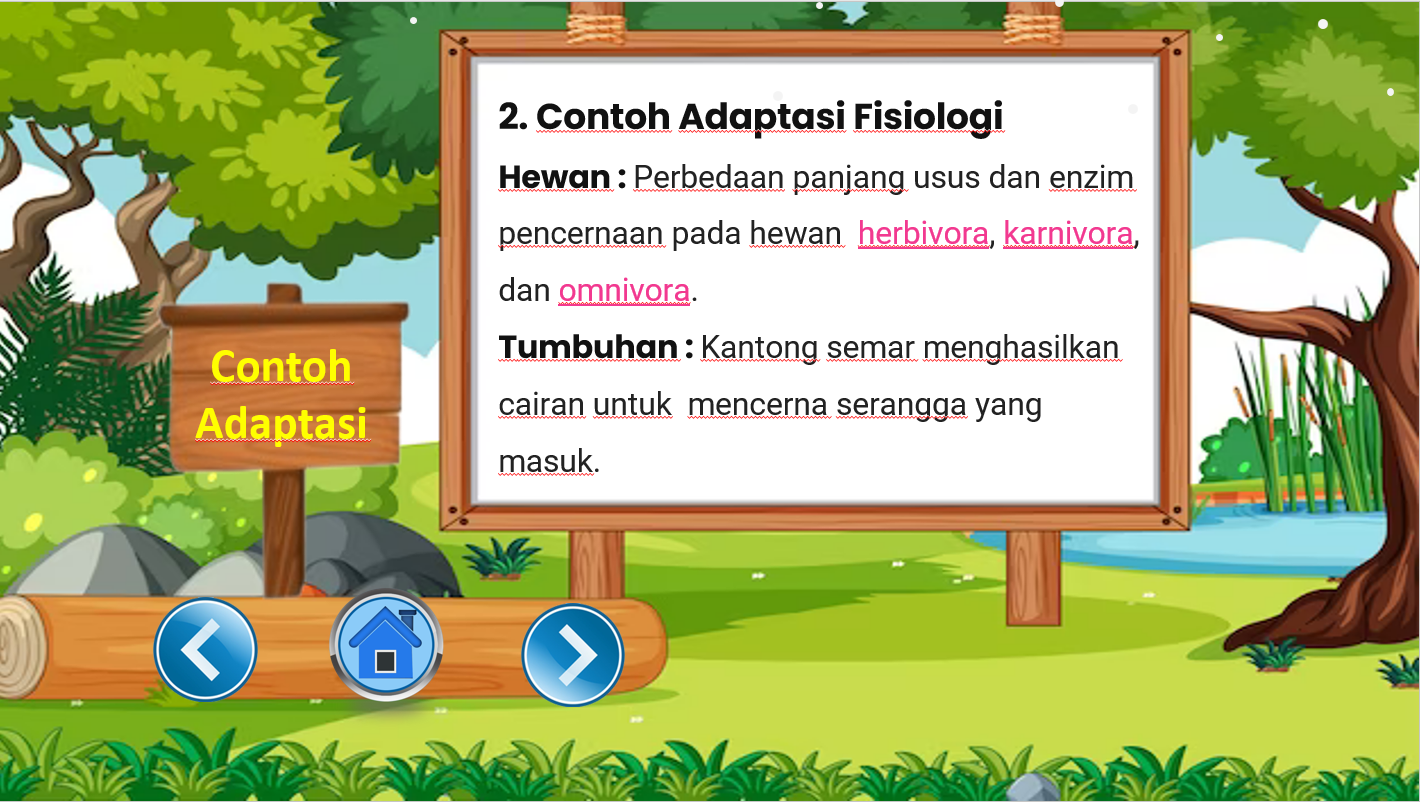 2. Contoh Adaptasi Fisiologi
Hewan : Perbedaan panjang usus dan enzim
pencernaan pada hewan herbivora, karnivora,
dan omnivora.
Tumbuhan : Kantong semar menghasilkan
cairan untuk mencerna serangga yang
masuk.
Contoh
Adaptasi